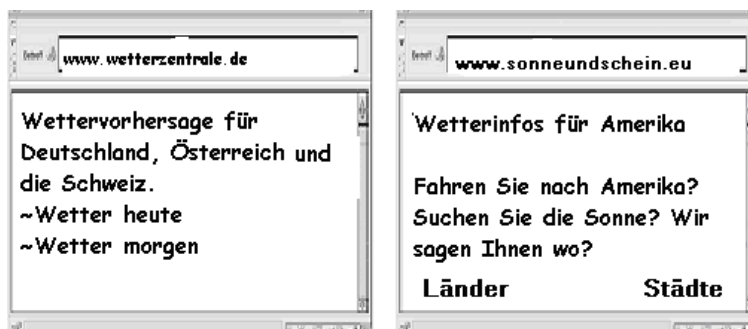 www.wetterzentrale.de
Wettervorhersage für
Deutschland, Österreich und
die Schweiz.
~Wetter heute
~Wetter morgen
www.sonneundschein.eu
Wetterinfos für Amerika
Fahren Sie nach Amerika?
Suchen Sie die Sonne? Wir
sagen Ihnen wo?
Länder Städte